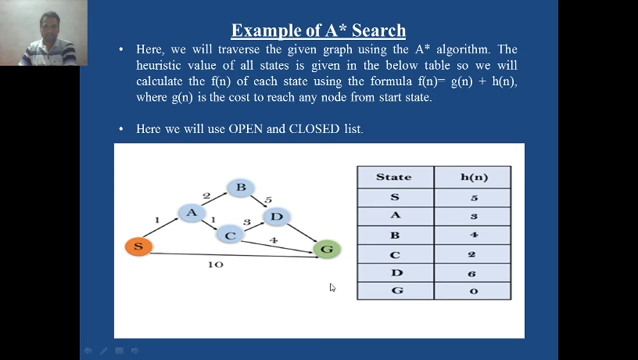 Example of A* Search
• Here, we will traverse the given graph using the A* algorithm. The
heuristic value of all states is given in the below table so we will
calculate the f(n) of each state using the formula f(n)= g(n) + h(n),
where g(n) is the cost to reach any node from start state.
• Here we will use OPEN and CLOSED list.
State h(n)
S 5
A 3
B 4
C 2
D 6
G 0
B
2
5
1
A
D
1
3
C
4
S
G
10